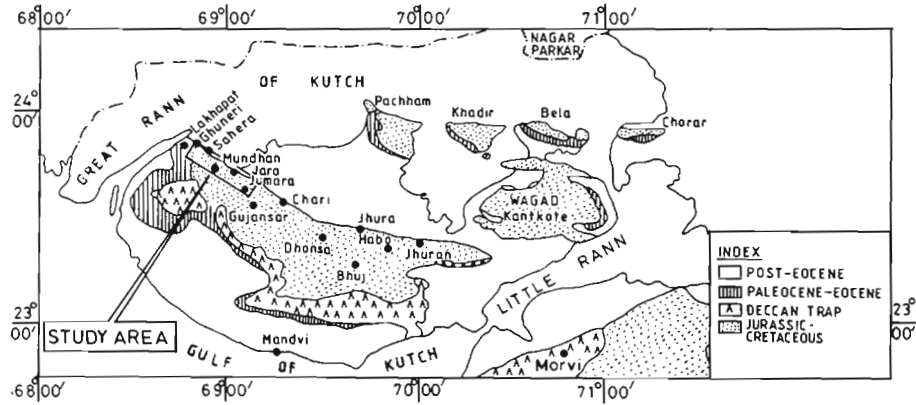 68°00′ 69°00′ 70°00′ 71°00′
NAGAR
PARKAR
GREAT RANN OF KUTCH
24°
00′
Pachham
Khadir
Bela
Chorar
Lakhapat
Ghuneri
Sahera
Mundhan
Jara
Jumara
Chari
Gujansar
WAGAD
Kantkote
Jhura
Dhonsa
Habo
Jhuran
Bhuj
LITTLE RANN
INDEX
POST-EOCENE
PALEOCENE-EOCENE
DECCAN TRAP
JURASSIC-
CRETACEOUS
23°
00′
23°
00′
STUDY AREA
Mandvi
GULF OF KUTCH
Morvi
68°00′ 69°00′ 70°00′ 71°00′